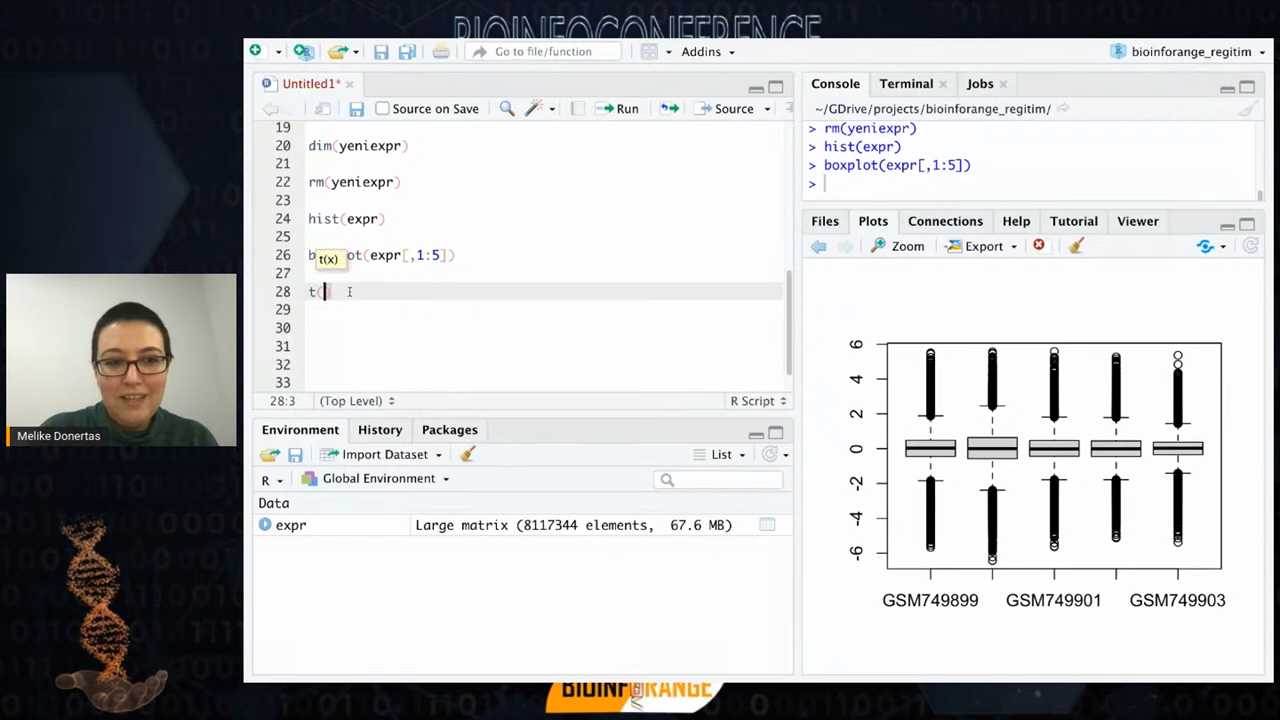 BIOINFOCONFERENCE
Go to file/function
Addins
bioinforange_regitim
Untitled1*
Source on Save
Run
Source
19
20 dim(yeniexpr)
21
22 rm(yeniexpr)
23
24 hist(expr)
25
26 b ot(expr[,1:5])
t(x)
27
28 t()
29
30
31
32
33
28:3 (Top Level) R Script
Console Terminal Jobs
~/GDrive/projects/bioinforange_regitim/
> rm(yeniexpr)
> hist(expr)
> boxplot(expr[,1:5])
>
Files Plots Connections Help Tutorial Viewer
Zoom Export
6
4
2
0
-2
-4
-6
GSM749899 GSM749901 GSM749903
Environment History Packages
Import Dataset List
R Global Environment
Data
expr Large matrix (8117344 elements, 67.6 MB)
Melike Donertas
BIOINFORANGE